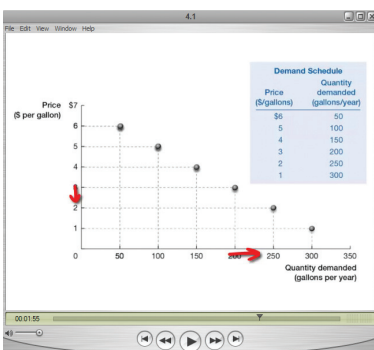 4.1
File Edit View Window Help
Demand Schedule
Price ($/gallons) Quantity demanded (gallons/year)
$6 50
5 100
4 150
3 200
2 250
1 300
Price
($ per gallon)
$7
6
5
4
3
2
1
0 50 100 150 200 250 300 350
Quantity demanded
(gallons per year)
00:01:55